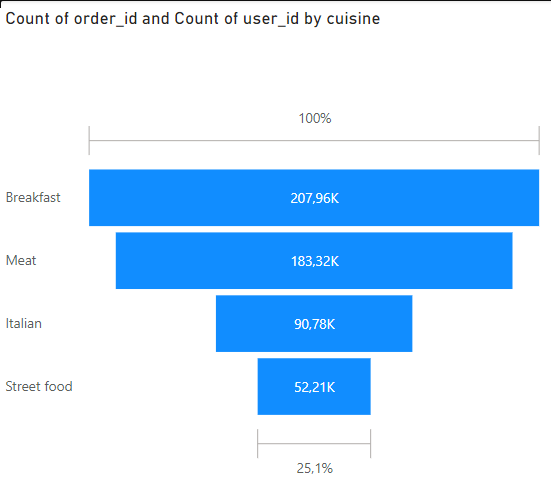 Count of order_id and Count of user_id by cuisine
100%
Breakfast 207,96K
Meat 183,32K
Italian 90,78K
Street food 52,21K
25,1%